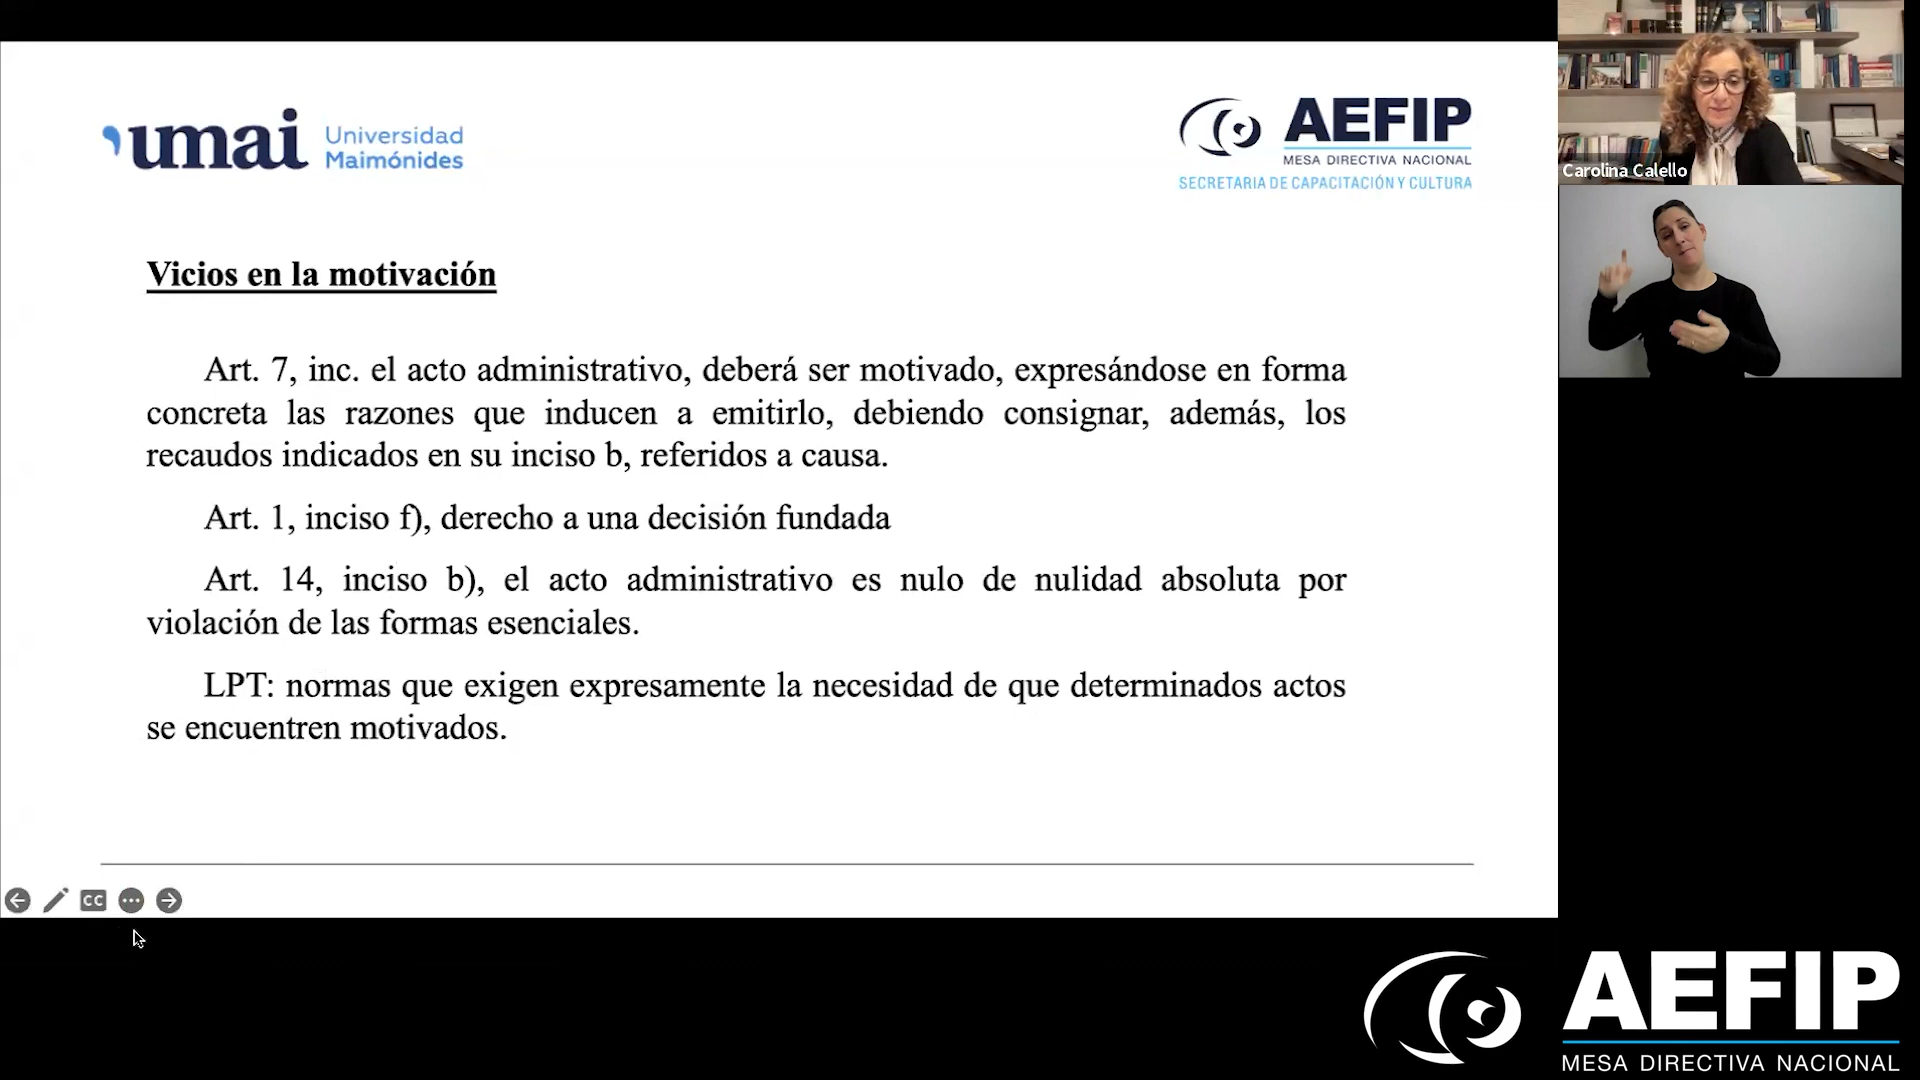 umai Universidad
Maimónides
AEFIP
MESA DIRECTIVA NACIONAL
SECRETARIA DE CAPACITACIÓN Y CULTURA
Carolina Calello
Vicios en la motivación
Art. 7, inc. el acto administrativo, deberá ser motivado, expresándose en forma
concreta las razones que inducen a emitirlo, debiendo consignar, además, los
recaudos indicados en su inciso b, referidos a causa.
Art. 1, inciso f), derecho a una decisión fundada
Art. 14, inciso b), el acto administrativo es nulo de nulidad absoluta por
violación de las formas esenciales.
LPT: normas que exigen expresamente la necesidad de que determinados actos
se encuentren motivados.
CC
AEFIP
MESA DIRECTIVA NACIONAL